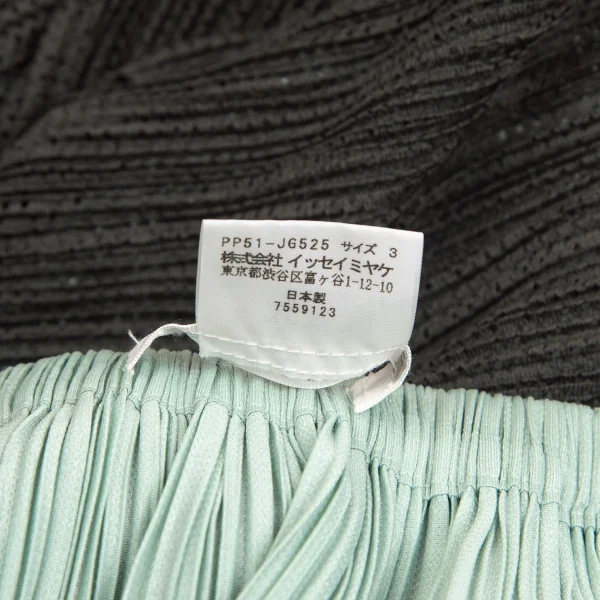 PP51-JG525 サイズ 3
株式会社 イッセイミヤケ
東京都渋谷区富ヶ谷1-12-10
日本製
7559123